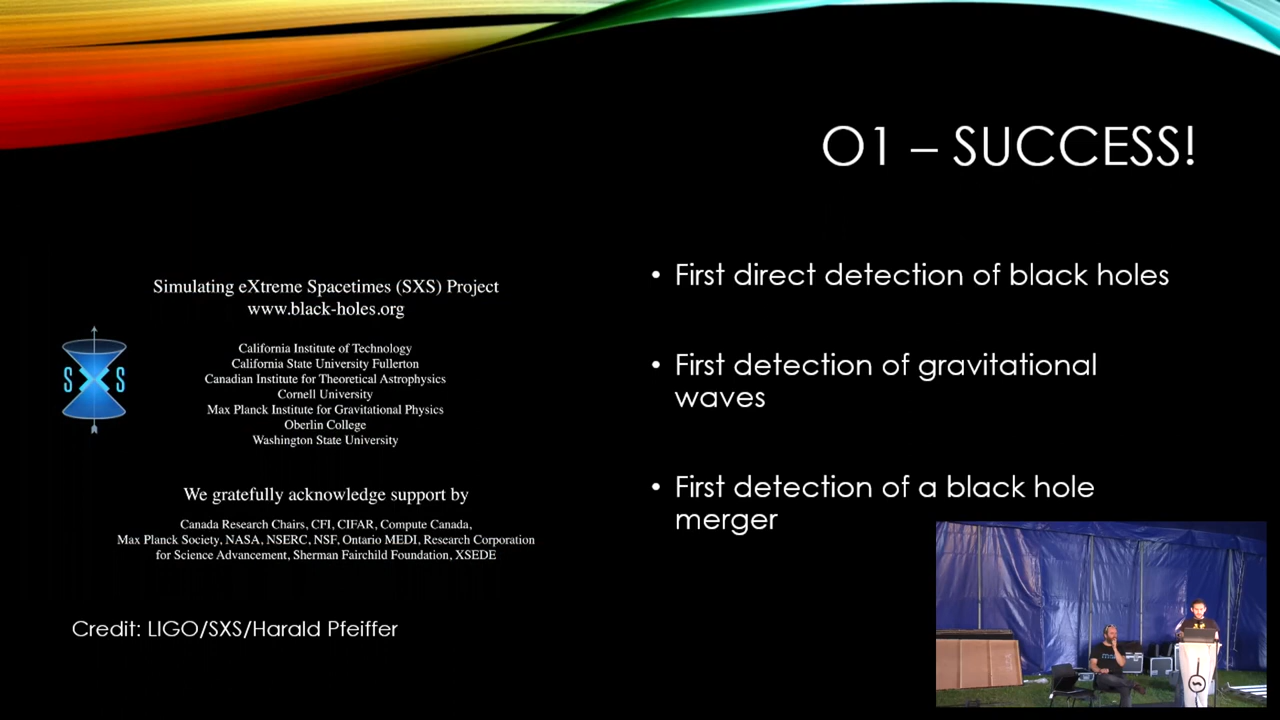 O1 – SUCCESS!
Simulating eXtreme Spacetimes (SXS) Project
www.black-holes.org
S X S
California Institute of Technology
California State University Fullerton
Canadian Institute for Theoretical Astrophysics
Cornell University
Max Planck Institute for Gravitational Physics
Oberlin College
Washington State University
We gratefully acknowledge support by
Canada Research Chairs, CFI, CIFAR, Compute Canada,
Max Planck Society, NASA, NSERC, NSF, Ontario MEDI, Research Corporation
for Science Advancement, Sherman Fairchild Foundation, XSEDE
Credit: LIGO/SXS/Harald Pfeiffer
• First direct detection of black holes
• First detection of gravitational
waves
• First detection of a black hole
merger